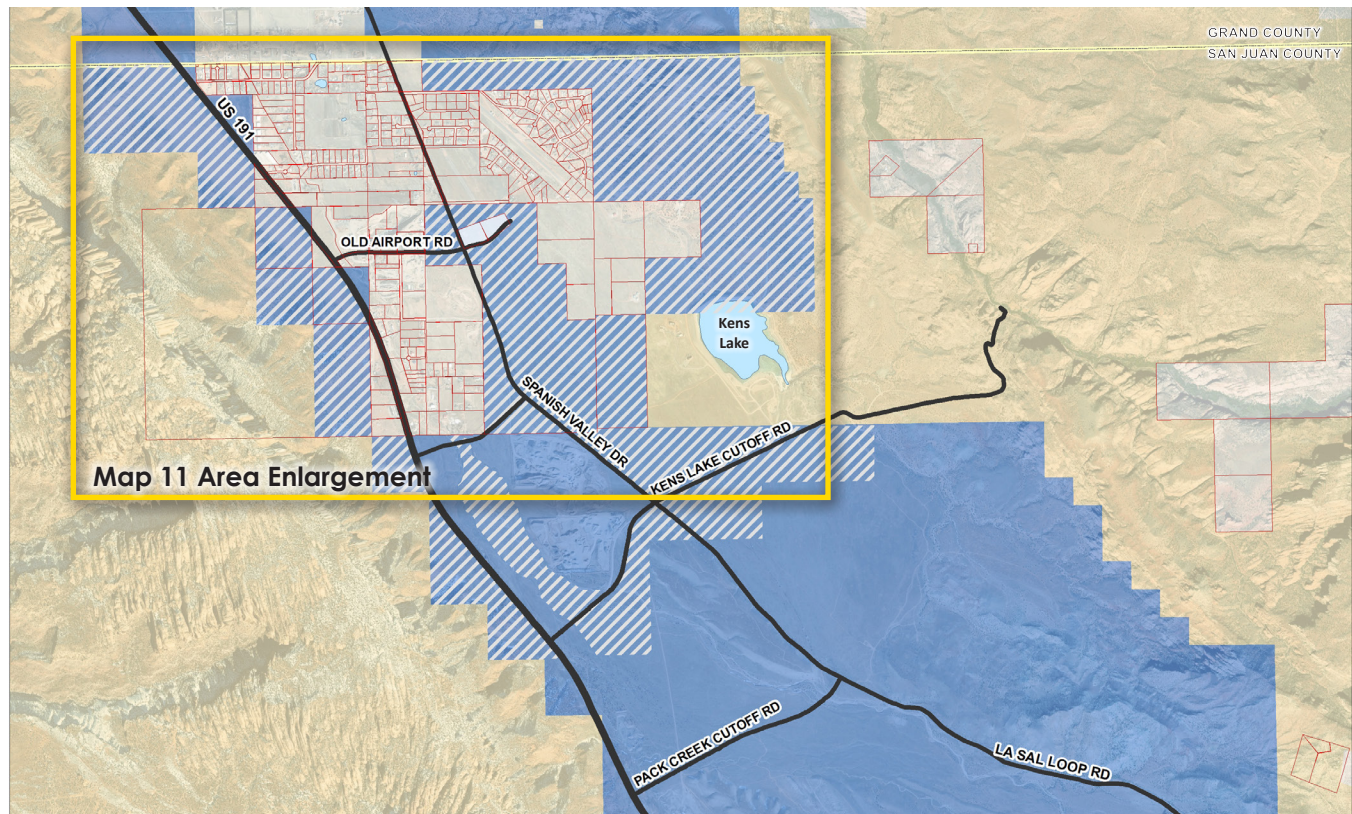 GRAND COUNTY
SAN JUAN COUNTY
US 191
OLD AIRPORT RD
Kens
Lake
SPANISH VALLEY DR
KENS LAKE CUTOFF RD
Map 11 Area Enlargement
PACK CREEK CUTOFF RD
LA SAL LOOP RD